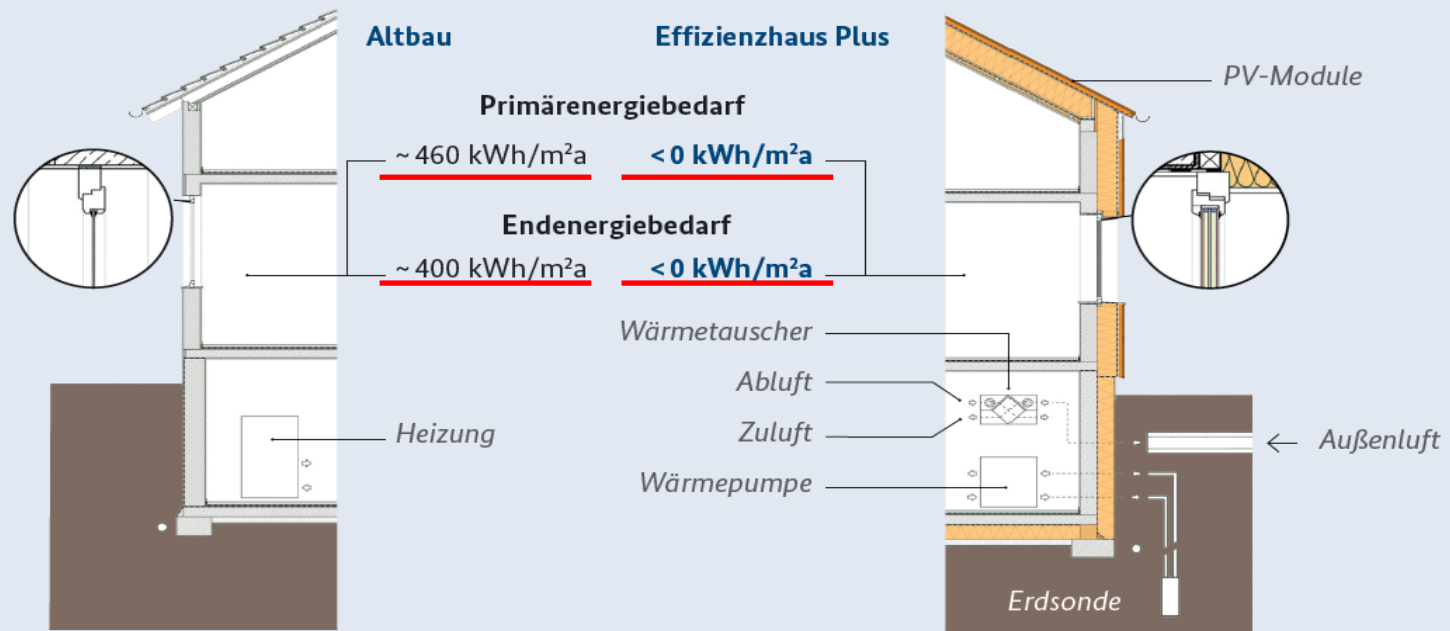 Altbau
Effizienzhaus Plus
PV-Module
Primärenergiebedarf
~ 460 kWh/m²a
< 0 kWh/m²a
Endenergiebedarf
~ 400 kWh/m²a
< 0 kWh/m²a
Wärmetauscher
Abluft
Heizung
Zuluft
Außenluft
Wärmepumpe
Erdsonde